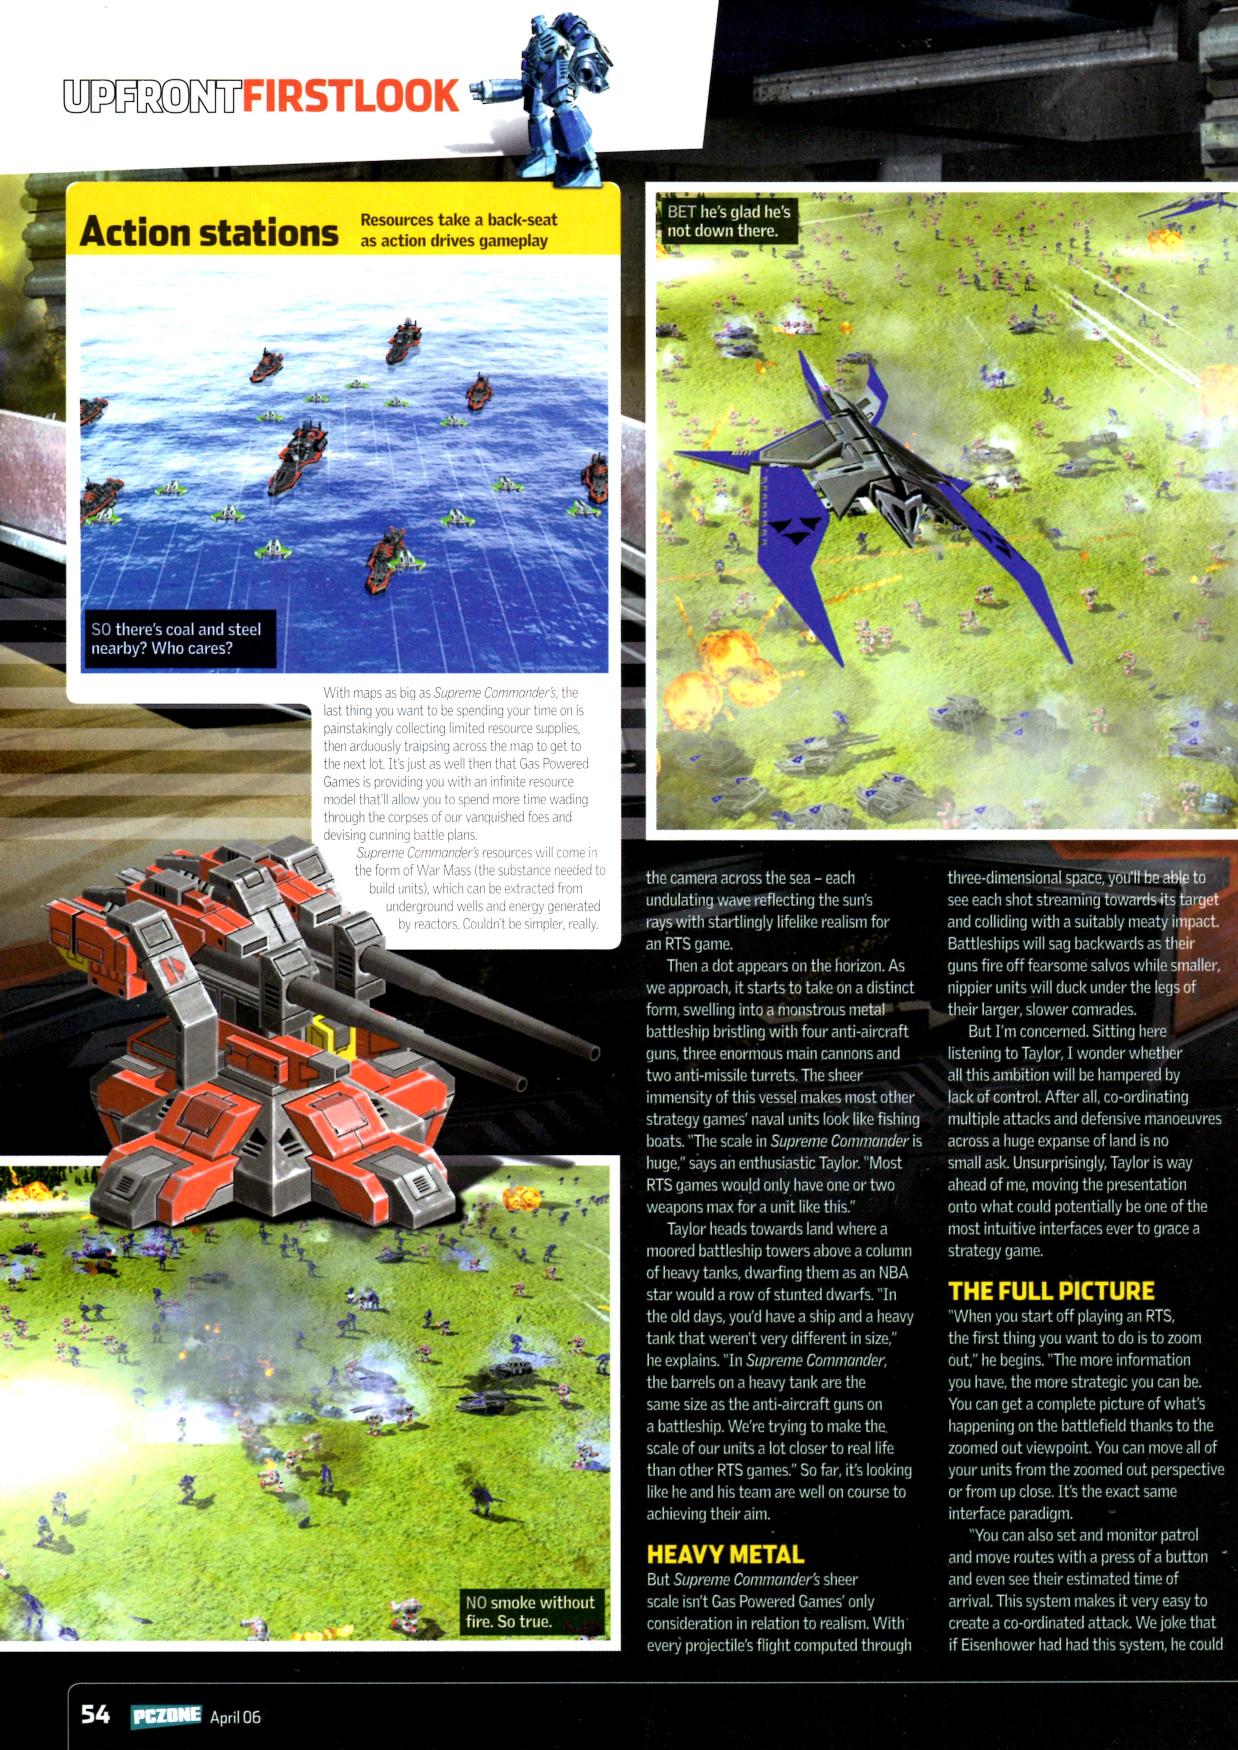 UPFRONTFIRSTLOOK
Action stations
Resources take a back-seat
as action drives gameplay
SO there's coal and steel
nearby? Who cares?
www.gaspoweredgames.com
With maps as big as Supreme Commander's, the
last thing you want to be spending your time on is
painstakingly collecting limited resource supplies,
then arduously traipsing across the map to get to
the next lot. It's just as well then that Gas Powered
Games is providing you with an infinite resource
model that'll allow you to spend more time wading
through the corpses of our vanquished foes and
devising cunning battle plans.
Supreme Commander's resources will come in
the form of War Mass (the substance needed to
build units), which can be extracted from
underground wells and energy generated
by reactors. Couldn't be simpler, really.
BET he's glad he's
not down there.
NO smoke without
fire. So true.
the camera across the sea – each
undulating wave reflecting the sun's
rays with startlingly lifelike realism for
an RTS game.
Then a dot appears on the horizon. As
we approach, it starts to take on a distinct
form, swelling into a monstrous metal
battleship bristling with four anti-aircraft
guns, three enormous main cannons and
two anti-missile turrets. The sheer
immensity of this vessel makes most other
strategy games' naval units look like fishing
boats. "The scale in Supreme Commander is
huge," says an enthusiastic Taylor. "Most
RTS games would only have one or two
weapons max for a unit like this."
Taylor heads towards land where a
moored battleship towers above a column
of heavy tanks, dwarfing them as an NBA
star would a row of stunted dwarfs. "In
the old days, you'd have a ship and a heavy
tank that weren't very different in size,"
he explains. "In Supreme Commander,
the barrels on a heavy tank are the
same size as the anti-aircraft guns on
a battleship. We're trying to make the
scale of our units a lot closer to real life
than other RTS games." So far, it's looking
like he and his team are well on course to
achieving their aim.
HEAVY METAL
But Supreme Commander's sheer
scale isn't Gas Powered Games' only
consideration in relation to realism. With
every projectile's flight computed through
three-dimensional space, you'll be able to
see each shot streaming towards its target
and colliding with a suitably meaty impact.
Battleships will sag backwards as their
guns fire off fearsome salvos while smaller,
nippier units will duck under the legs of
their larger, slower comrades.
But I'm concerned. Sitting here
listening to Taylor, I wonder whether
all this ambition will be hampered by
lack of control. After all, co-ordinating
multiple attacks and defensive manoeuvres
across a huge expanse of land is no
small ask. Unsurprisingly, Taylor is way
ahead of me, moving the presentation
onto what could potentially be one of the
most intuitive interfaces ever to grace a
strategy game.
THE FULL PICTURE
"When you start off playing an RTS,
the first thing you want to do is to zoom
out," he begins. "The more information
you have, the more strategic you can be.
You can get a complete picture of what's
happening on the battlefield thanks to the
zoomed out viewpoint. You can move all of
your units from the zoomed out perspective
or from up close. It's the exact same
interface paradigm.
"You can also set and monitor patrol
and move routes with a press of a button
and even see their estimated time of
arrival. This system makes it very easy to
create a co-ordinated attack. We joke that
if Eisenhower had had this system, he could
54 PCZONE April 06